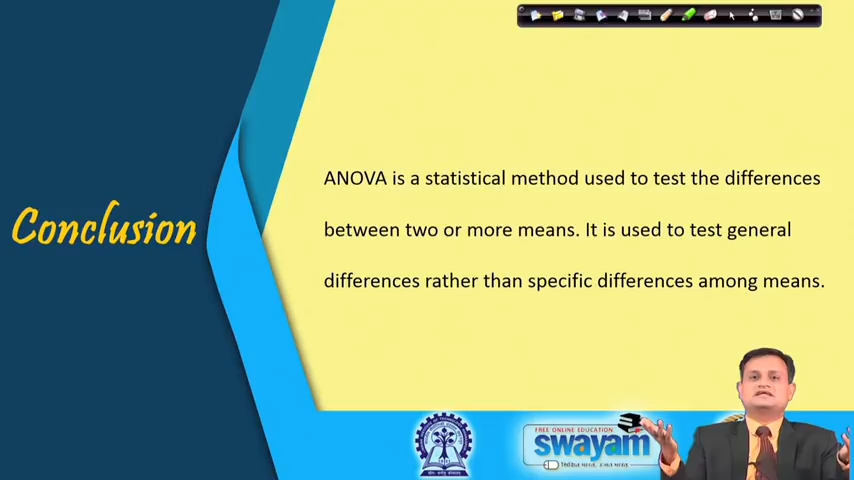 Conclusion
ANOVA is a statistical method used to test the differences
between two or more means. It is used to test general
differences rather than specific differences among means.
FREE ONLINE EDUCATION
swayam